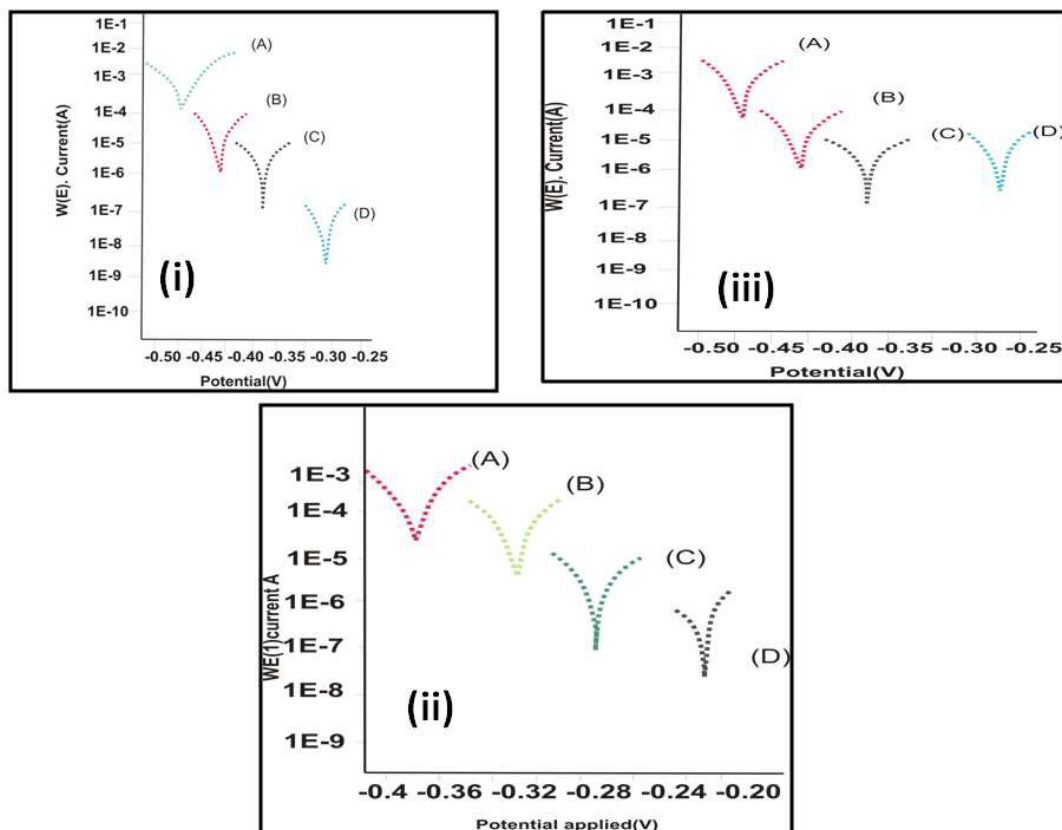 1E-1
1E-2
1E-3
1E-4
1E-5
1E-6
1E-7
1E-8
1E-9
1E-10
W(E). Current(A)
(A)
(B)
(C)
(D)
(i)
-0.50 -0.45 -0.40 -0.35 -0.30 -0.25
Potential(V)
1E-1
1E-2
1E-3
1E-4
1E-5
1E-6
1E-7
1E-8
1E-9
1E-10
W(E). Current(A)
(A)
(B)
(C)
(D)
(iii)
-0.50 -0.45 -0.40 -0.35 -0.30 -0.25
Potential(V)
1E-3
1E-4
1E-5
1E-6
1E-7
1E-8
1E-9
WE(1)current A
(A)
(B)
(C)
(D)
(ii)
-0.4 -0.36 -0.32 -0.28 -0.24 -0.20
Potential applied(V)